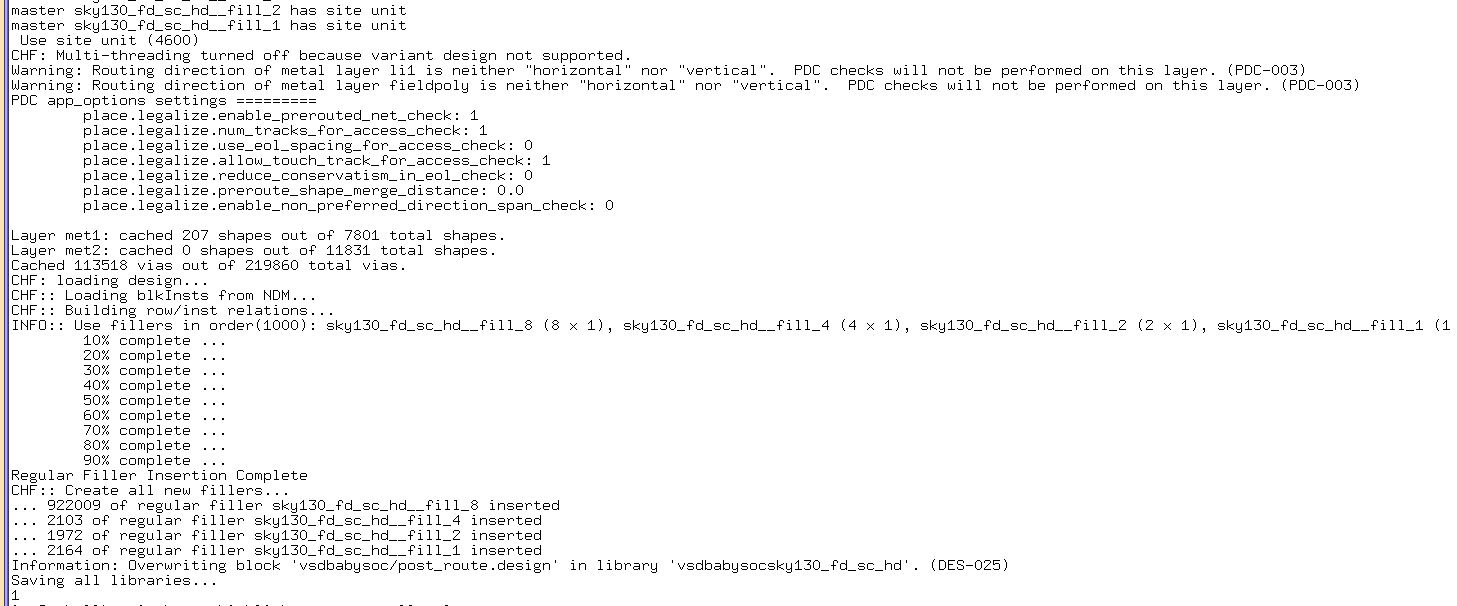 master sky130_fd_sc_hd__fill_2 has site unit
master sky130_fd_sc_hd__fill_1 has site unit
 Use site unit (4600)
CHF: Multi-threading turned off because variant design not supported.
Warning: Routing direction of metal layer li1 is neither "horizontal" nor "vertical".  PDC checks will not be performed on this layer. (PDC-003)
Warning: Routing direction of metal layer fieldpoly is neither "horizontal" nor "vertical".  PDC checks will not be performed on this layer. (PDC-003)
PDC app_options settings =========
        place.legalize.enable_prerouted_net_check: 1
        place.legalize.num_tracks_for_access_check: 1
        place.legalize.use_eol_spacing_for_access_check: 0
        place.legalize.allow_touch_track_for_access_check: 1
        place.legalize.reduce_conservatism_in_eol_check: 0
        place.legalize.preroute_shape_merge_distance: 0.0
        place.legalize.enable_non_preferred_direction_span_check: 0
Layer met1: cached 207 shapes out of 7801 total shapes.
Layer met2: cached 0 shapes out of 11831 total shapes.
Cached 113518 vias out of 219860 total vias.
CHF: loading design...
CHF:: Loading blkInsts from NDM...
CHF:: Building row/inst relations...
INFO:: Use fillers in order(1000): sky130_fd_sc_hd__fill_8 (8 x 1), sky130_fd_sc_hd__fill_4 (4 x 1), sky130_fd_sc_hd__fill_2 (2 x 1), sky130_fd_sc_hd__fill_1 (1
        10% complete ...
        20% complete ...
        30% complete ...
        40% complete ...
        50% complete ...
        60% complete ...
        70% complete ...
        80% complete ...
        90% complete ...
Regular Filler Insertion Complete
CHF:: Create all new fillers...
... 922009 of regular filler sky130_fd_sc_hd__fill_8 inserted
... 2103 of regular filler sky130_fd_sc_hd__fill_4 inserted
... 1972 of regular filler sky130_fd_sc_hd__fill_2 inserted
... 2164 of regular filler sky130_fd_sc_hd__fill_1 inserted
Information: Overwriting block 'vsdbabysoc/post_route.design' in library 'vsdbabysocsky130_fd_sc_hd'. (DES-025)
Saving all libraries...
1